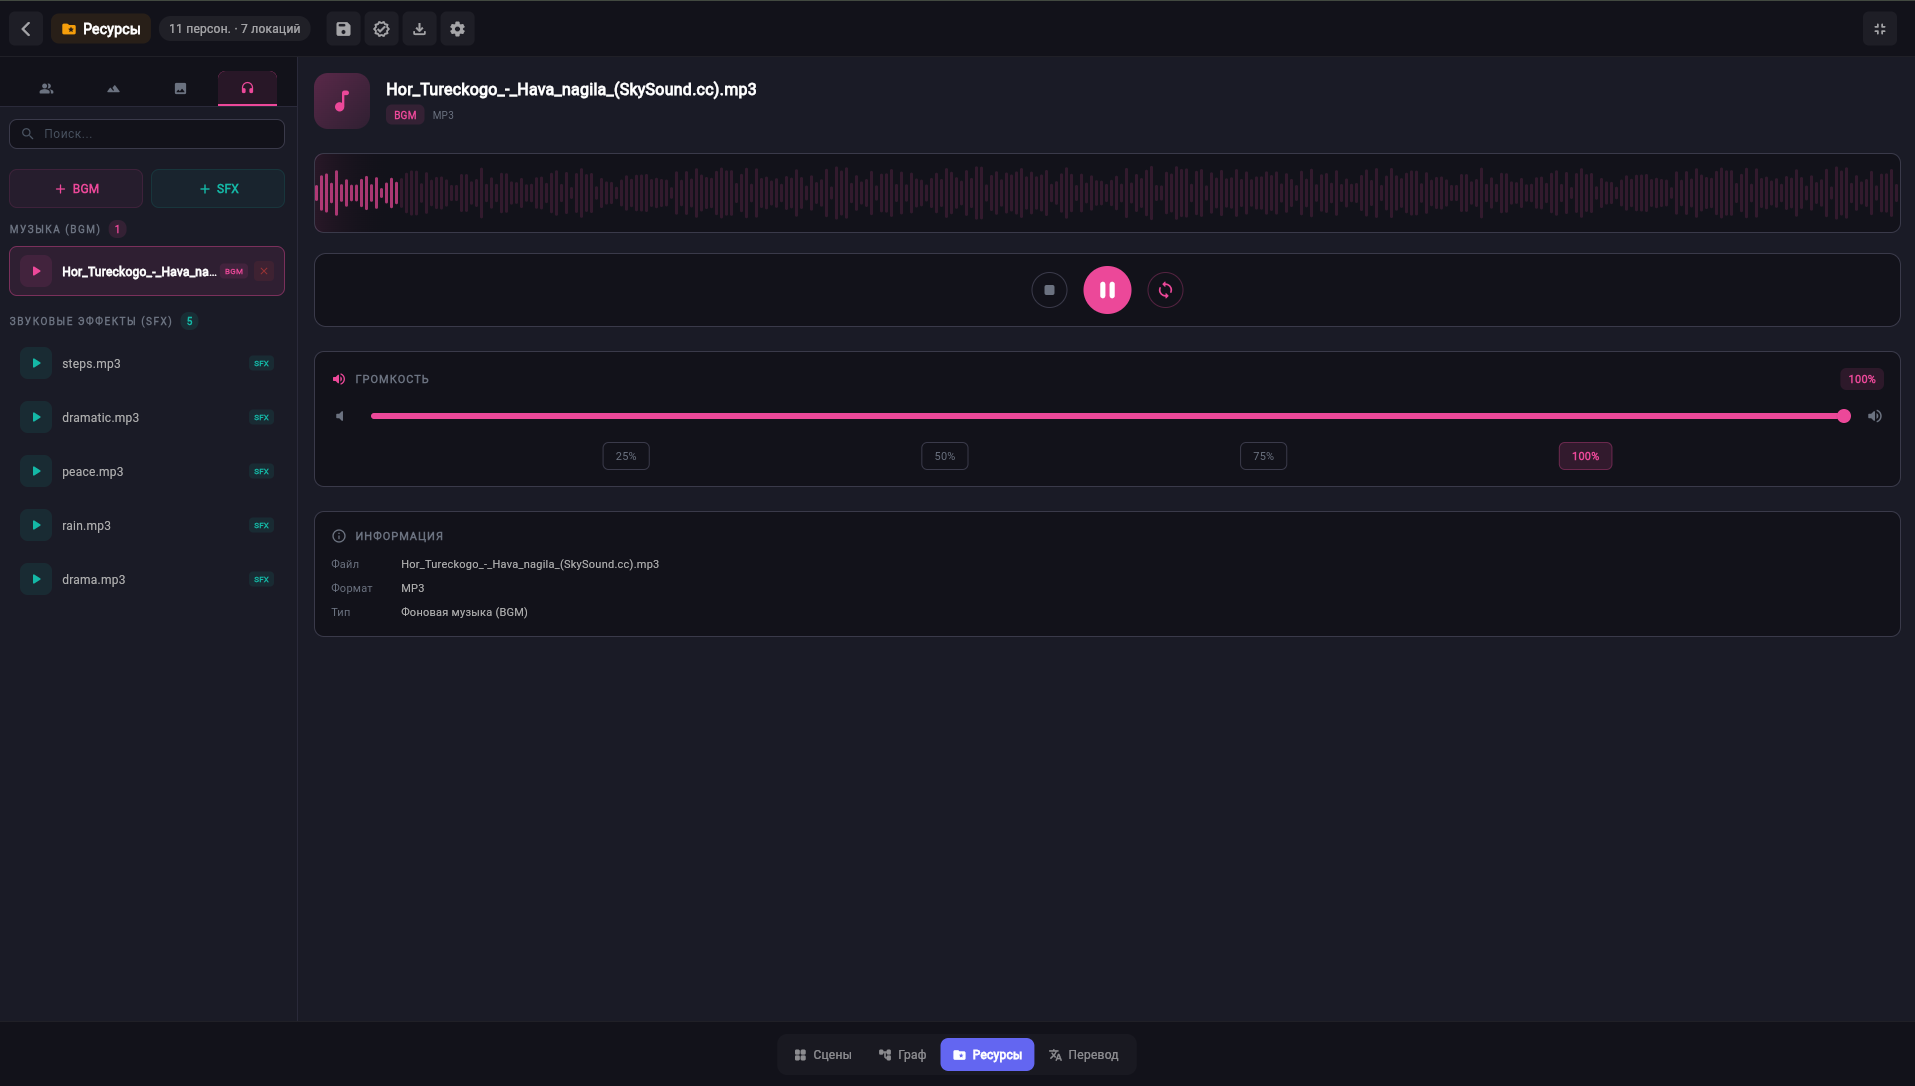 Ресурсы
11 персон. · 7 локаций
Поиск...
BGM
SFX
МУЗЫКА (BGM) 1
Hor_Tureckogo_-_Hava_na... BGM
ЗВУКОВЫЕ ЭФФЕКТЫ (SFX) 5
steps.mp3 SFX
dramatic.mp3 SFX
peace.mp3 SFX
rain.mp3 SFX
drama.mp3 SFX
Hor_Tureckogo_-_Hava_nagila_(SkySound.cc).mp3
BGM MP3
ГРОМКОСТЬ 100%
25% 50% 75% 100%
ИНФОРМАЦИЯ
Файл Hor_Tureckogo_-_Hava_nagila_(SkySound.cc).mp3
Формат MP3
Тип Фоновая музыка (BGM)
Сцены Граф Ресурсы Перевод